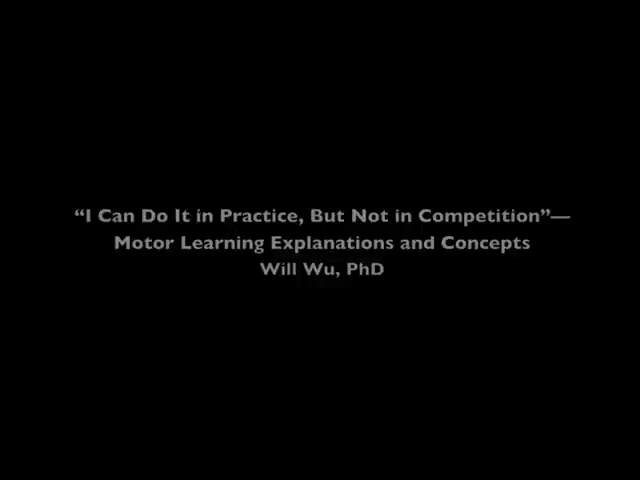 “I Can Do It in Practice, But Not in Competition”—
Motor Learning Explanations and Concepts
Will Wu, PhD